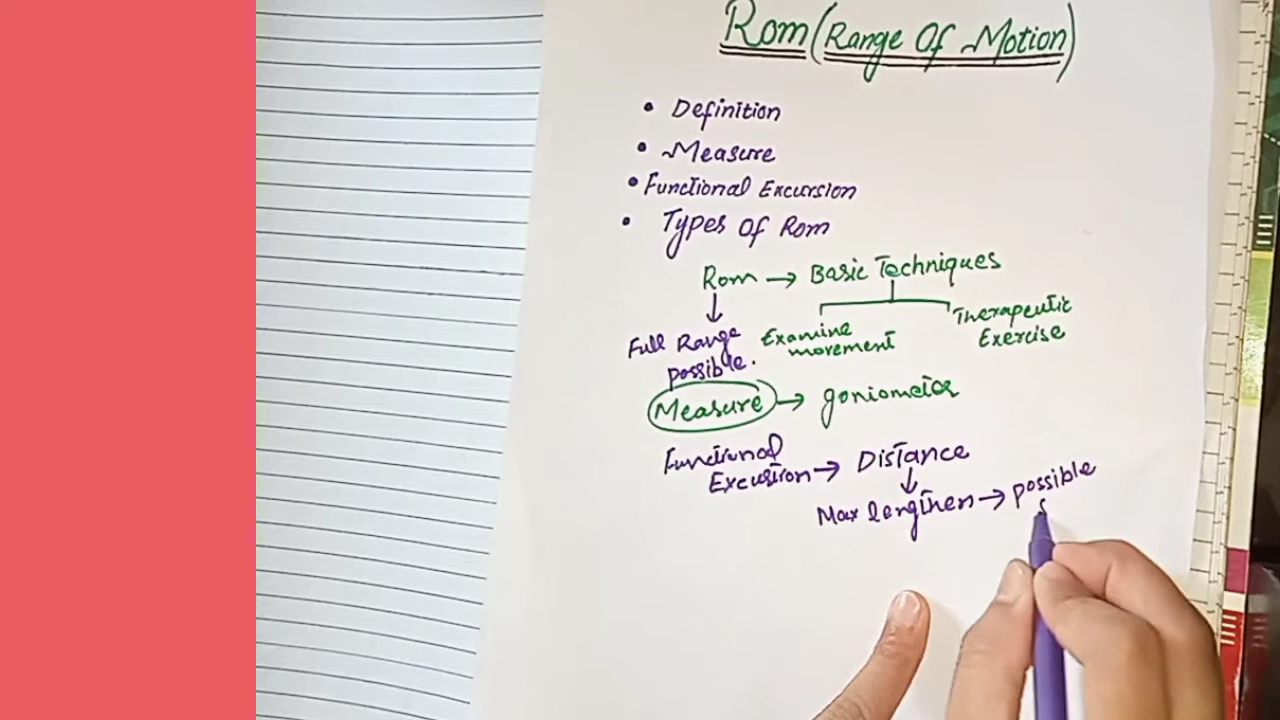 Rom (Range Of Motion)
• Definition
• Measure
• Functional Excursion
• Types Of Rom
Rom → Basic Techniques
Full Range possible.
Examine movement
Therapeutic Exercise
Measure → goniometer
Functional Excustion → Distance
Max lengthen → possible